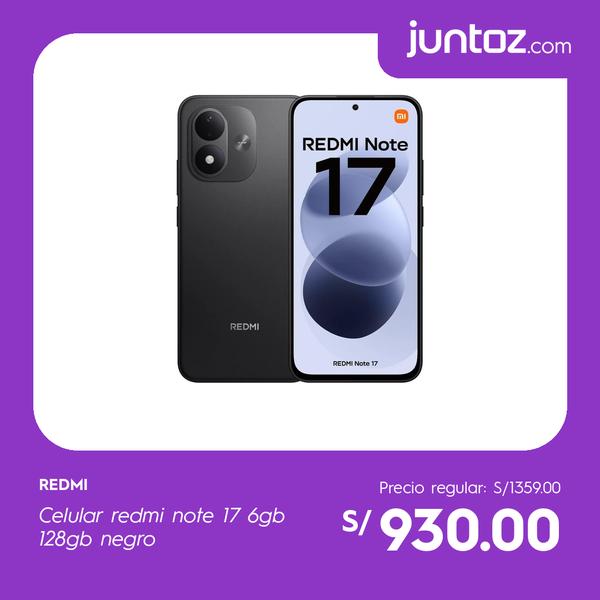 juntoz.com
REDMI
mi
REDMI Note
17
REDMI Note 17
REDMI
Celular redmi note 17 6gb
128gb negro
Precio regular: S/1359.00
S/ 930.00